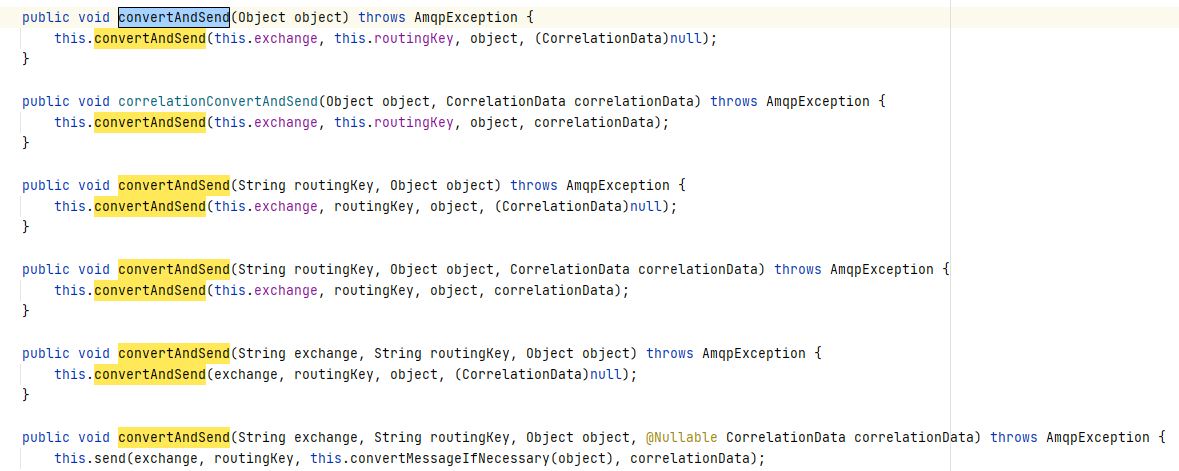 public void convertAndSend(Object object) throws AmqpException {
    this.convertAndSend(this.exchange, this.routingKey, object, (CorrelationData)null);
}

public void correlationConvertAndSend(Object object, CorrelationData correlationData) throws AmqpException {
    this.convertAndSend(this.exchange, this.routingKey, object, correlationData);
}

public void convertAndSend(String routingKey, Object object) throws AmqpException {
    this.convertAndSend(this.exchange, routingKey, object, (CorrelationData)null);
}

public void convertAndSend(String routingKey, Object object, CorrelationData correlationData) throws AmqpException {
    this.convertAndSend(this.exchange, routingKey, object, correlationData);
}

public void convertAndSend(String exchange, String routingKey, Object object) throws AmqpException {
    this.convertAndSend(exchange, routingKey, object, (CorrelationData)null);
}

public void convertAndSend(String exchange, String routingKey, Object object, @Nullable CorrelationData correlationData) throws AmqpException {
    this.send(exchange, routingKey, this.convertMessageIfNecessary(object), correlationData);